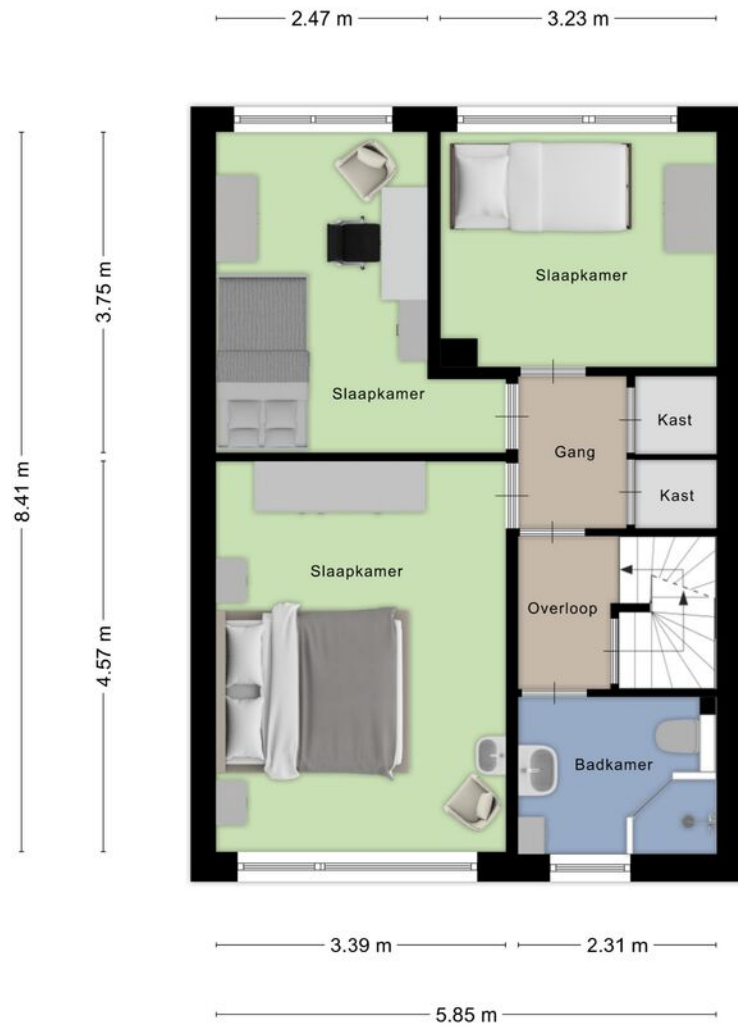 2.47 m
3.23 m
3.75 m
8.41 m
4.57 m
Slaapkamer
Slaapkamer
Kast
Gang
Kast
Slaapkamer
Overloop
Badkamer
3.39 m
2.31 m
5.85 m